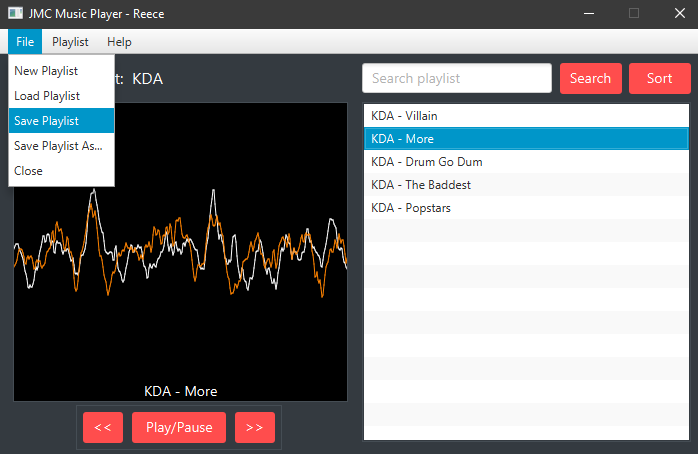 JMC Music Player - Reece
File Playlist Help
New Playlist
Load Playlist
Save Playlist
Save Playlist As...
Close
t: KDA
Search playlist
Search
Sort
KDA - Villain
KDA - More
KDA - Drum Go Dum
KDA - The Baddest
KDA - Popstars
KDA - More
<< Play/Pause >>